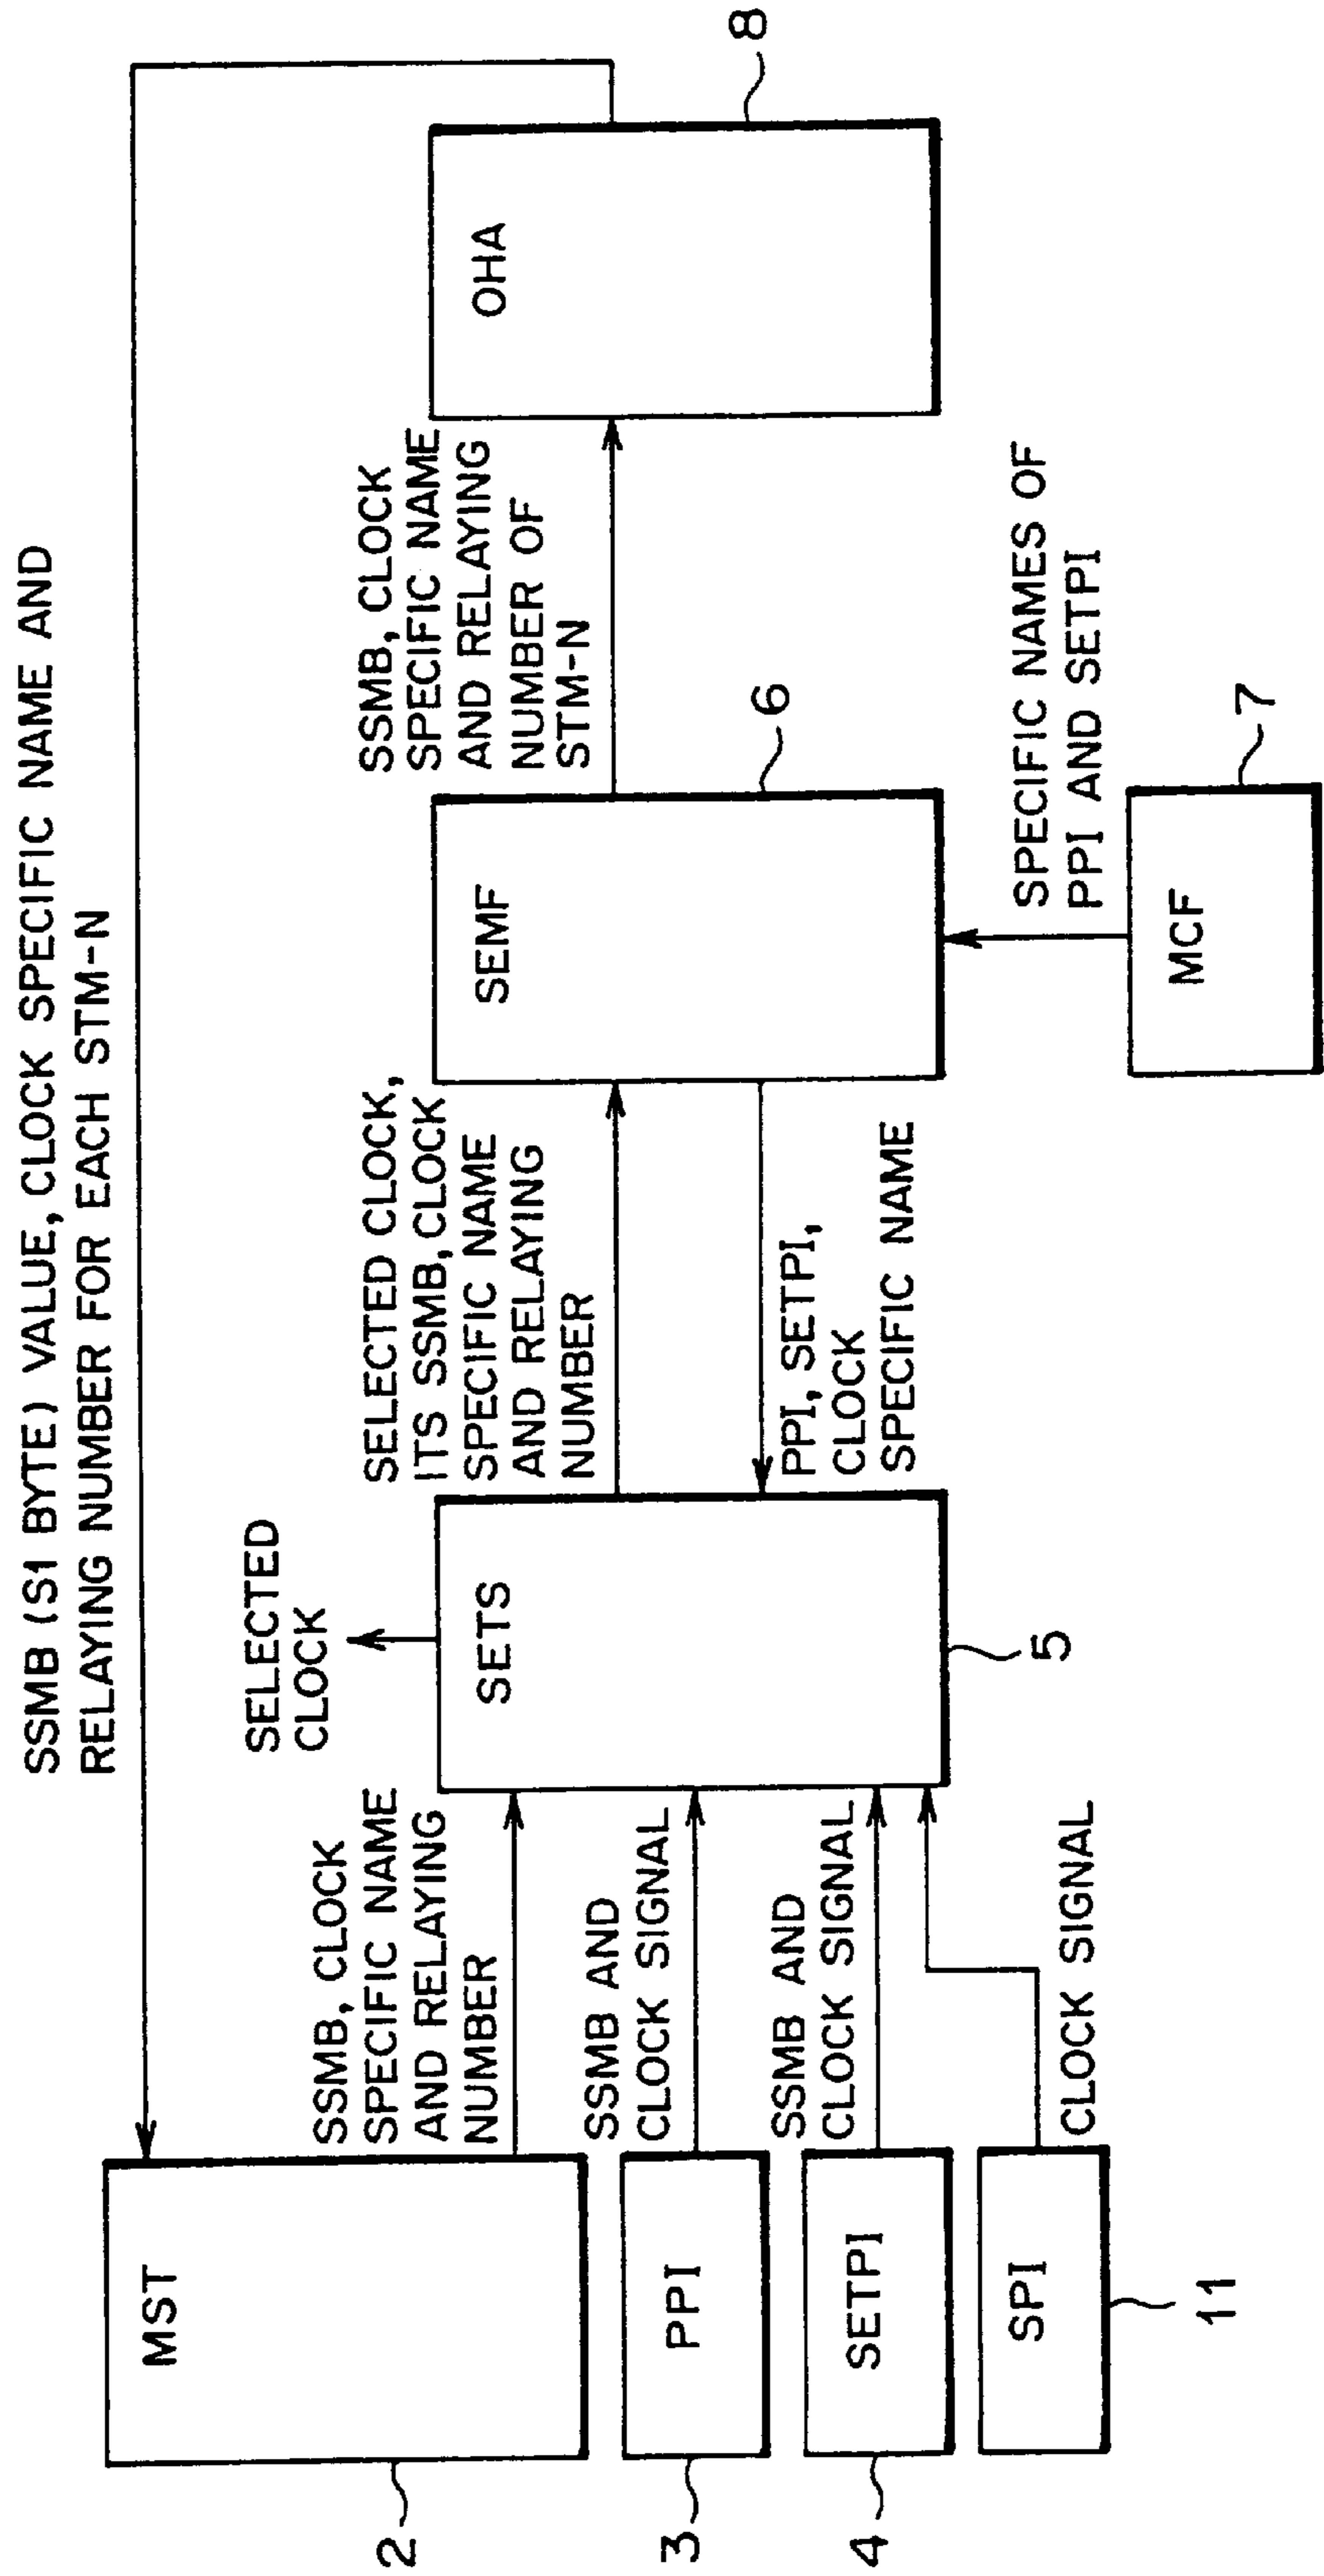 SSMB (S1 BYTE) VALUE, CLOCK SPECIFIC NAME AND
RELAYING NUMBER FOR EACH STM-N
MST
2
SSMB, CLOCK
SPECIFIC NAME
AND RELAYING
NUMBER
PPI
3
SSMB AND
CLOCK SIGNAL
SETPI
4
SSMB AND
CLOCK SIGNAL
SPI
11
CLOCK SIGNAL
SELECTED
CLOCK
SETS
5
SELECTED CLOCK,
ITS SSMB, CLOCK
SPECIFIC NAME
AND RELAYING
NUMBER
PPI, SETPI,
CLOCK
SPECIFIC NAME
SEMF
6
MCF
7
SPECIFIC NAMES OF
PPI AND SETPI
SSMB, CLOCK
SPECIFIC NAME
AND RELAYING
NUMBER OF
STM-N
OHA
8